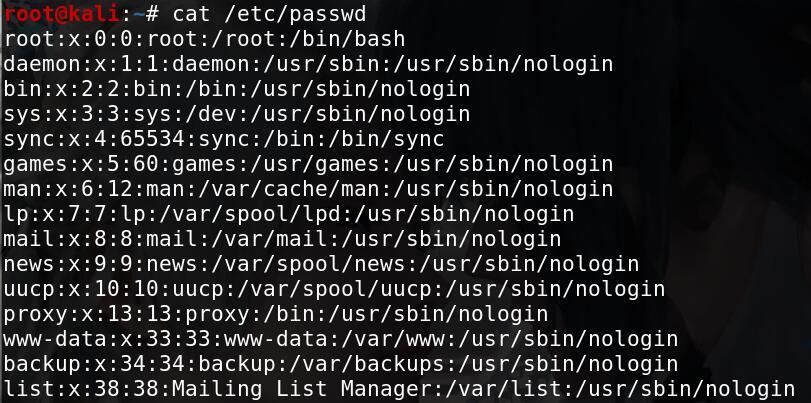 root@kali:~# cat /etc/passwd
root:x:0:0:root:/root:/bin/bash
daemon:x:1:1:daemon:/usr/sbin:/usr/sbin/nologin
bin:x:2:2:bin:/bin:/usr/sbin/nologin
sys:x:3:3:sys:/dev:/usr/sbin/nologin
sync:x:4:65534:sync:/bin:/bin/sync
games:x:5:60:games:/usr/games:/usr/sbin/nologin
man:x:6:12:man:/var/cache/man:/usr/sbin/nologin
lp:x:7:7:lp:/var/spool/lpd:/usr/sbin/nologin
mail:x:8:8:mail:/var/mail:/usr/sbin/nologin
news:x:9:9:news:/var/spool/news:/usr/sbin/nologin
uucp:x:10:10:uucp:/var/spool/uucp:/usr/sbin/nologin
proxy:x:13:13:proxy:/bin:/usr/sbin/nologin
www-data:x:33:33:www-data:/var/www:/usr/sbin/nologin
backup:x:34:34:backup:/var/backups:/usr/sbin/nologin
list:x:38:38:Mailing List Manager:/var/list:/usr/sbin/nologin